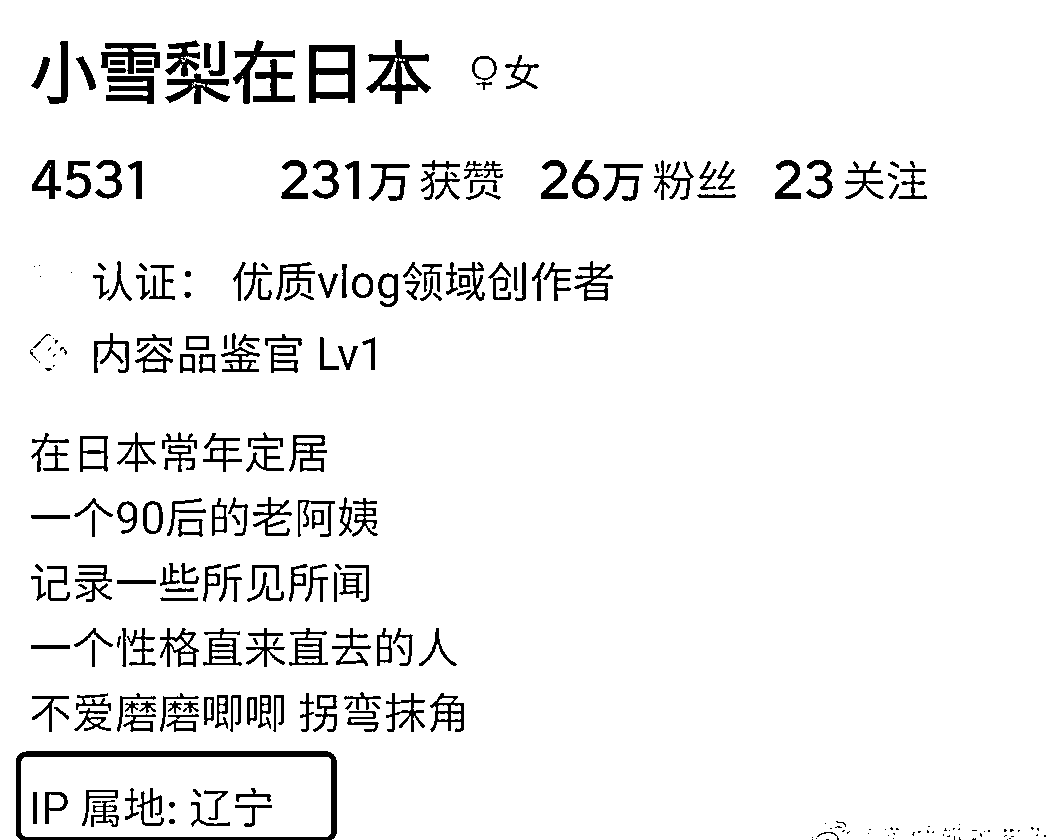 小雪梨在日本 ♀女
4531 231万获赞 26万粉丝 23关注
认证： 优质vlog领域创作者
内容品鉴官 Lv1
在日本常年定居
一个90后的老阿姨
记录一些所见所闻
一个性格直来直去的人
不爱磨磨唧唧 拐弯抹角
IP 属地: 辽宁